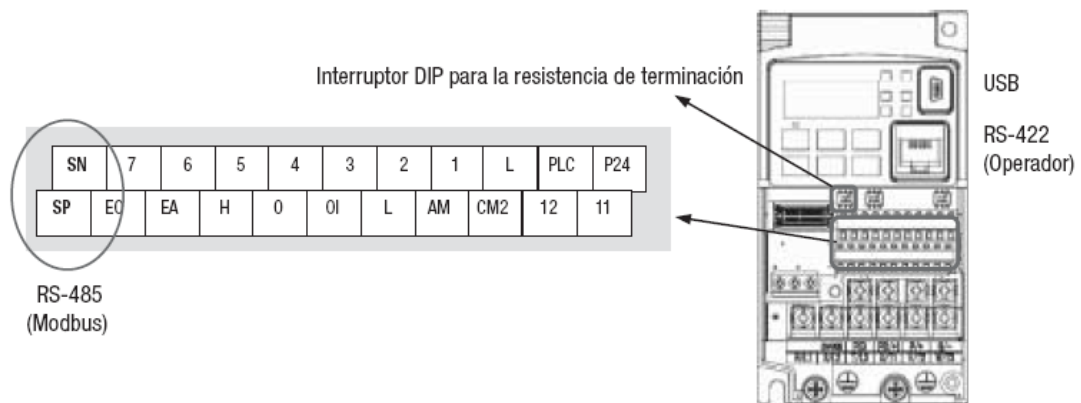 Interruptor DIP para la resistencia de terminación
USB
RS-422
(Operador)
SN 7 6 5 4 3 2 1 L PLC P24
SP EO EA H O OI L AM CM2 12 11
RS-485
(Modbus)